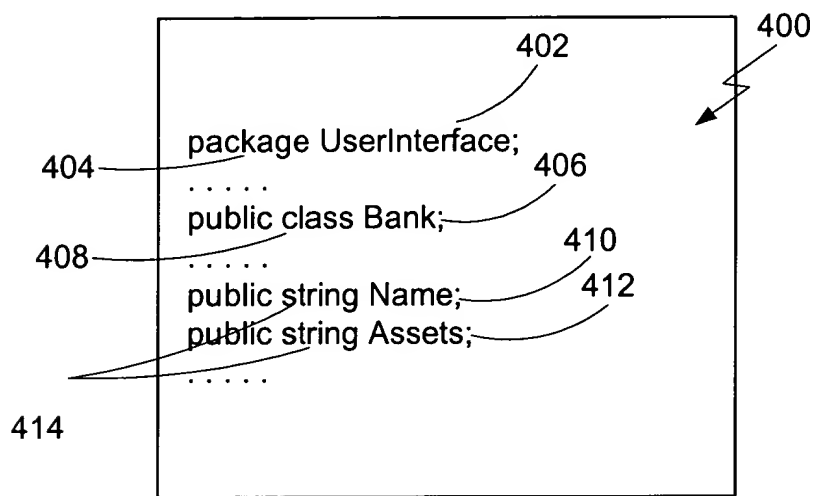 402
400
package UserInterface;
404
. . . . .
406
public class Bank;
408
. . . . .
410
public string Name;
412
public string Assets;
. . . . .
414